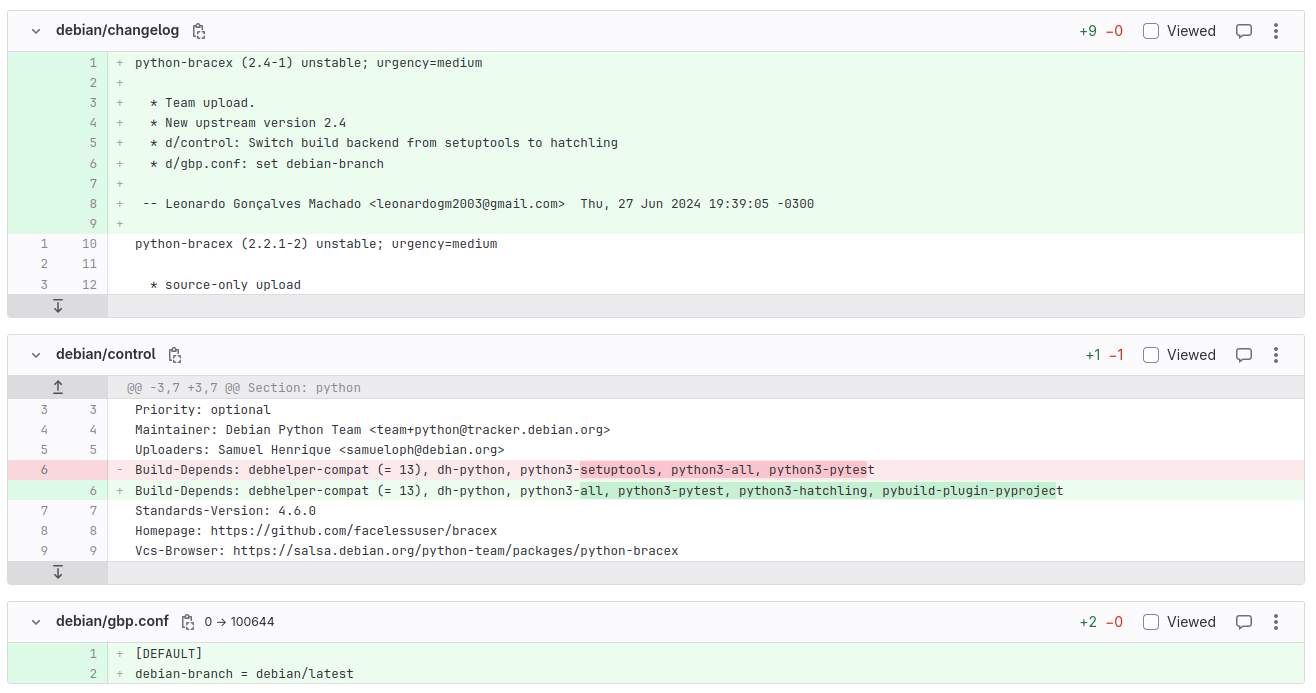 debian/changelog +9 −0 Viewed
1 + python-bracex (2.4-1) unstable; urgency=medium
2 +
3 + * Team upload.
4 + * New upstream version 2.4
5 + * d/control: Switch build backend from setuptools to hatchling
6 + * d/gbp.conf: set debian-branch
7 +
8 + -- Leonardo Gonçalves Machado <leonardogm2003@gmail.com>  Thu, 27 Jun 2024 19:39:05 -0300
9 +
1 10 python-bracex (2.2.1-2) unstable; urgency=medium
2 11
3 12 * source-only upload
debian/control +1 −1 Viewed
@@ -3,7 +3,7 @@ Section: python
3 3 Priority: optional
4 4 Maintainer: Debian Python Team <team+python@tracker.debian.org>
5 5 Uploaders: Samuel Henrique <samueloph@debian.org>
6 - Build-Depends: debhelper-compat (= 13), dh-python, python3-setuptools, python3-all, python3-pytest
6 + Build-Depends: debhelper-compat (= 13), dh-python, python3-all, python3-pytest, python3-hatchling, pybuild-plugin-pyproject
7 7 Standards-Version: 4.6.0
8 8 Homepage: https://github.com/facelessuser/bracex
9 9 Vcs-Browser: https://salsa.debian.org/python-team/packages/python-bracex
debian/gbp.conf 0 → 100644 +2 −0 Viewed
1 + [DEFAULT]
2 + debian-branch = debian/latest